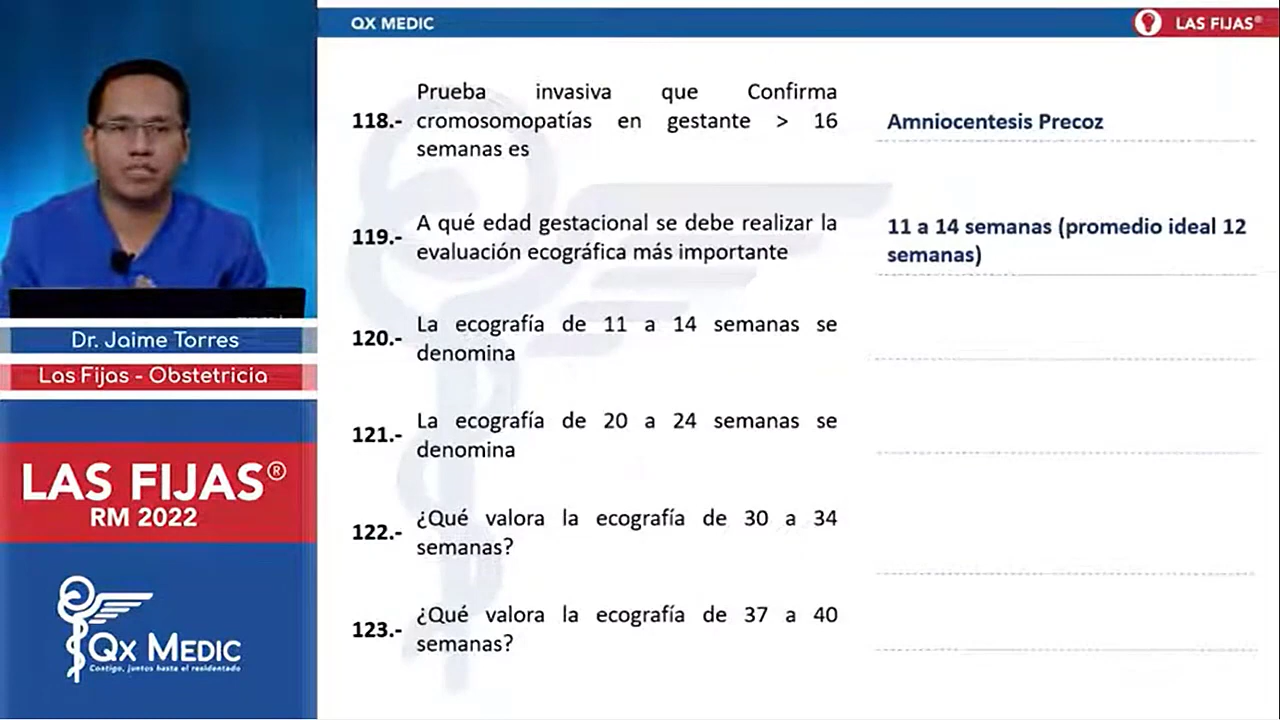 QX MEDIC
LAS FIJAS®
118.-
Prueba invasiva que Confirma
cromosomopatías en gestante > 16
semanas es
Amniocentesis Precoz
119.-
A qué edad gestacional se debe realizar la
evaluación ecográfica más importante
11 a 14 semanas (promedio ideal 12
semanas)
120.-
La ecografía de 11 a 14 semanas se
denomina
121.-
La ecografía de 20 a 24 semanas se
denomina
122.-
¿Qué valora la ecografía de 30 a 34
semanas?
123.-
¿Qué valora la ecografía de 37 a 40
semanas?
Dr. Jaime Torres
Las Fijas - Obstetricia
LAS FIJAS®
RM 2022
QX MEDIC
Contigo, juntos hasta el residentado